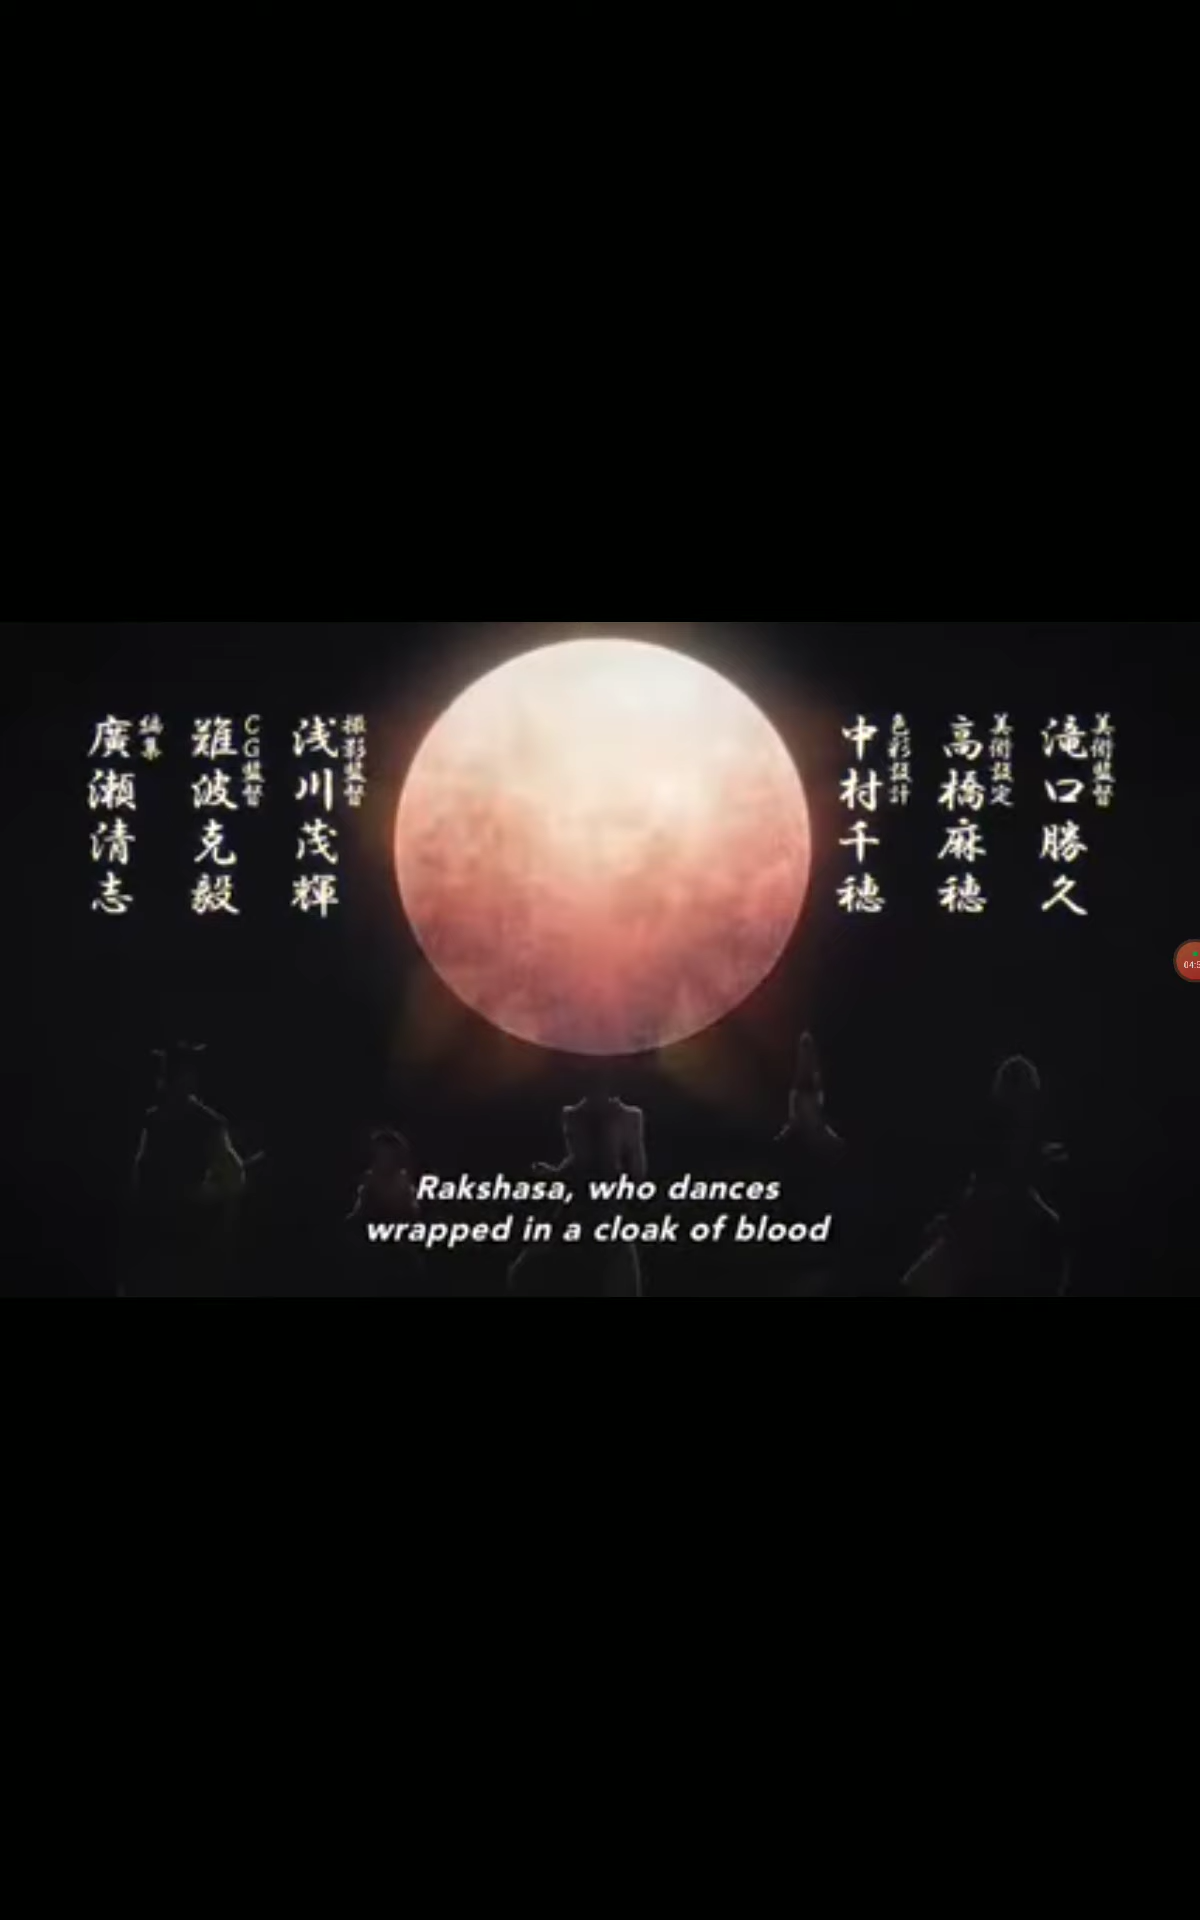 美術監督
滝口勝久
美術設定
高橋麻穂
色彩設計
中村千穂
撮影監督
浅川茂輝
CG監督
難波克毅
編集
廣瀬清志
Rakshasa, who dances
wrapped in a cloak of blood